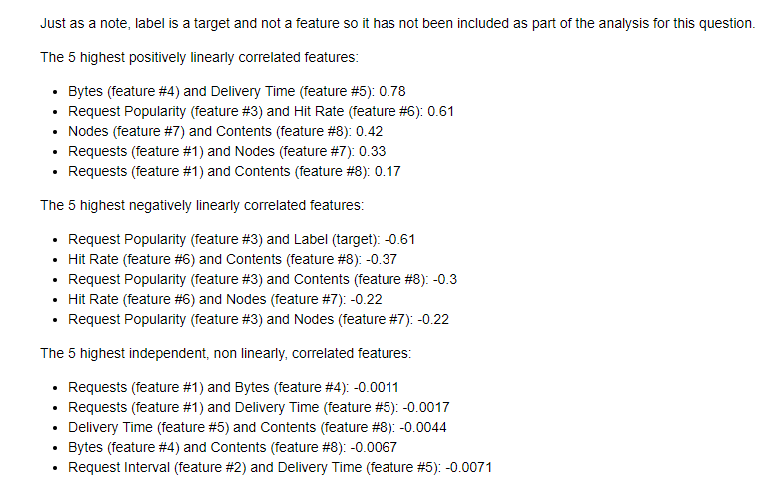 Just as a note, label is a target and not a feature so it has not been included as part of the analysis for this question.
The 5 highest positively linearly correlated features:
• Bytes (feature #4) and Delivery Time (feature #5): 0.78
• Request Popularity (feature #3) and Hit Rate (feature #6): 0.61
• Nodes (feature #7) and Contents (feature #8): 0.42
• Requests (feature #1) and Nodes (feature #7): 0.33
• Requests (feature #1) and Contents (feature #8): 0.17
The 5 highest negatively linearly correlated features:
• Request Popularity (feature #3) and Label (target): -0.61
• Hit Rate (feature #6) and Contents (feature #8): -0.37
• Request Popularity (feature #3) and Contents (feature #8): -0.3
• Hit Rate (feature #6) and Nodes (feature #7): -0.22
• Request Popularity (feature #3) and Nodes (feature #7): -0.22
The 5 highest independent, non linearly, correlated features:
• Requests (feature #1) and Bytes (feature #4): -0.0011
• Requests (feature #1) and Delivery Time (feature #5): -0.0017
• Delivery Time (feature #5) and Contents (feature #8): -0.0044
• Bytes (feature #4) and Contents (feature #8): -0.0067
• Request Interval (feature #2) and Delivery Time (feature #5): -0.0071